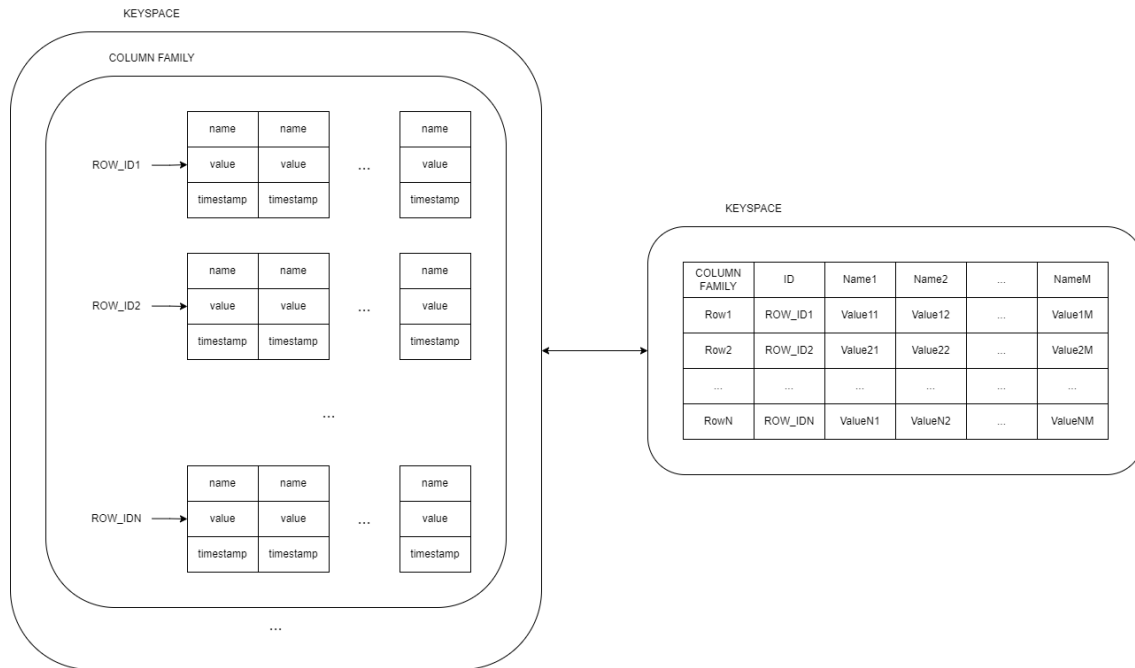 KEYSPACE
COLUMN FAMILY
name name name
ROW_ID1 value value ...
value
timestamp timestamp timestamp
name name name
ROW_ID2 value value ...
value
timestamp timestamp timestamp
...
name name name
ROW_IDN value value ...
value
timestamp timestamp timestamp
...
KEYSPACE
COLUMN
FAMILY ID Name1 Name2 ... NameM
Row1 ROW_ID1 Value11 Value12 ... Value1M
Row2 ROW_ID2 Value21 Value22 ... Value2M
... ... ... ... ... ...
RowN ROW_IDN ValueN1 ValueN2 ... ValueNM